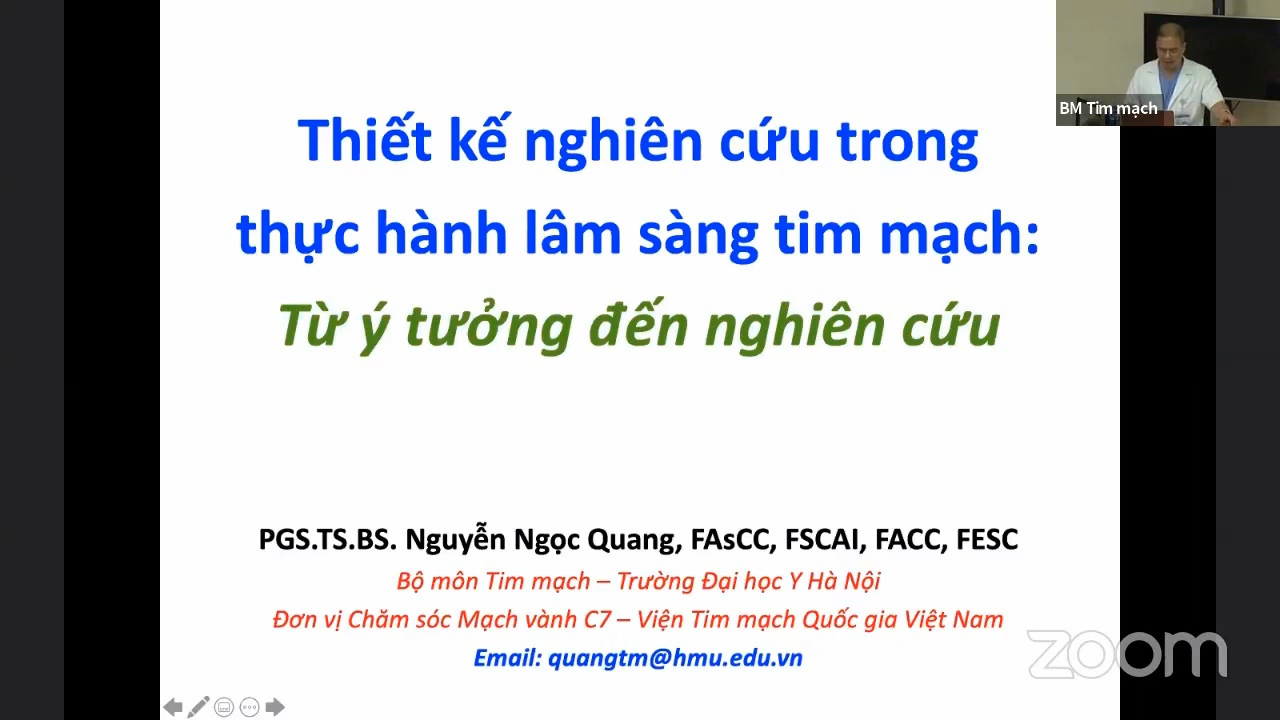 BM Tim mạch
Thiết kế nghiên cứu trong
thực hành lâm sàng tim mạch:
Từ ý tưởng đến nghiên cứu
PGS.TS.BS. Nguyễn Ngọc Quang, FAsCC, FSCAI, FACC, FESC
Bộ môn Tim mạch – Trường Đại học Y Hà Nội
Đơn vị Chăm sóc Mạch vành C7 – Viện Tim mạch Quốc gia Việt Nam
Email: quangtm@hmu.edu.vn
zoom